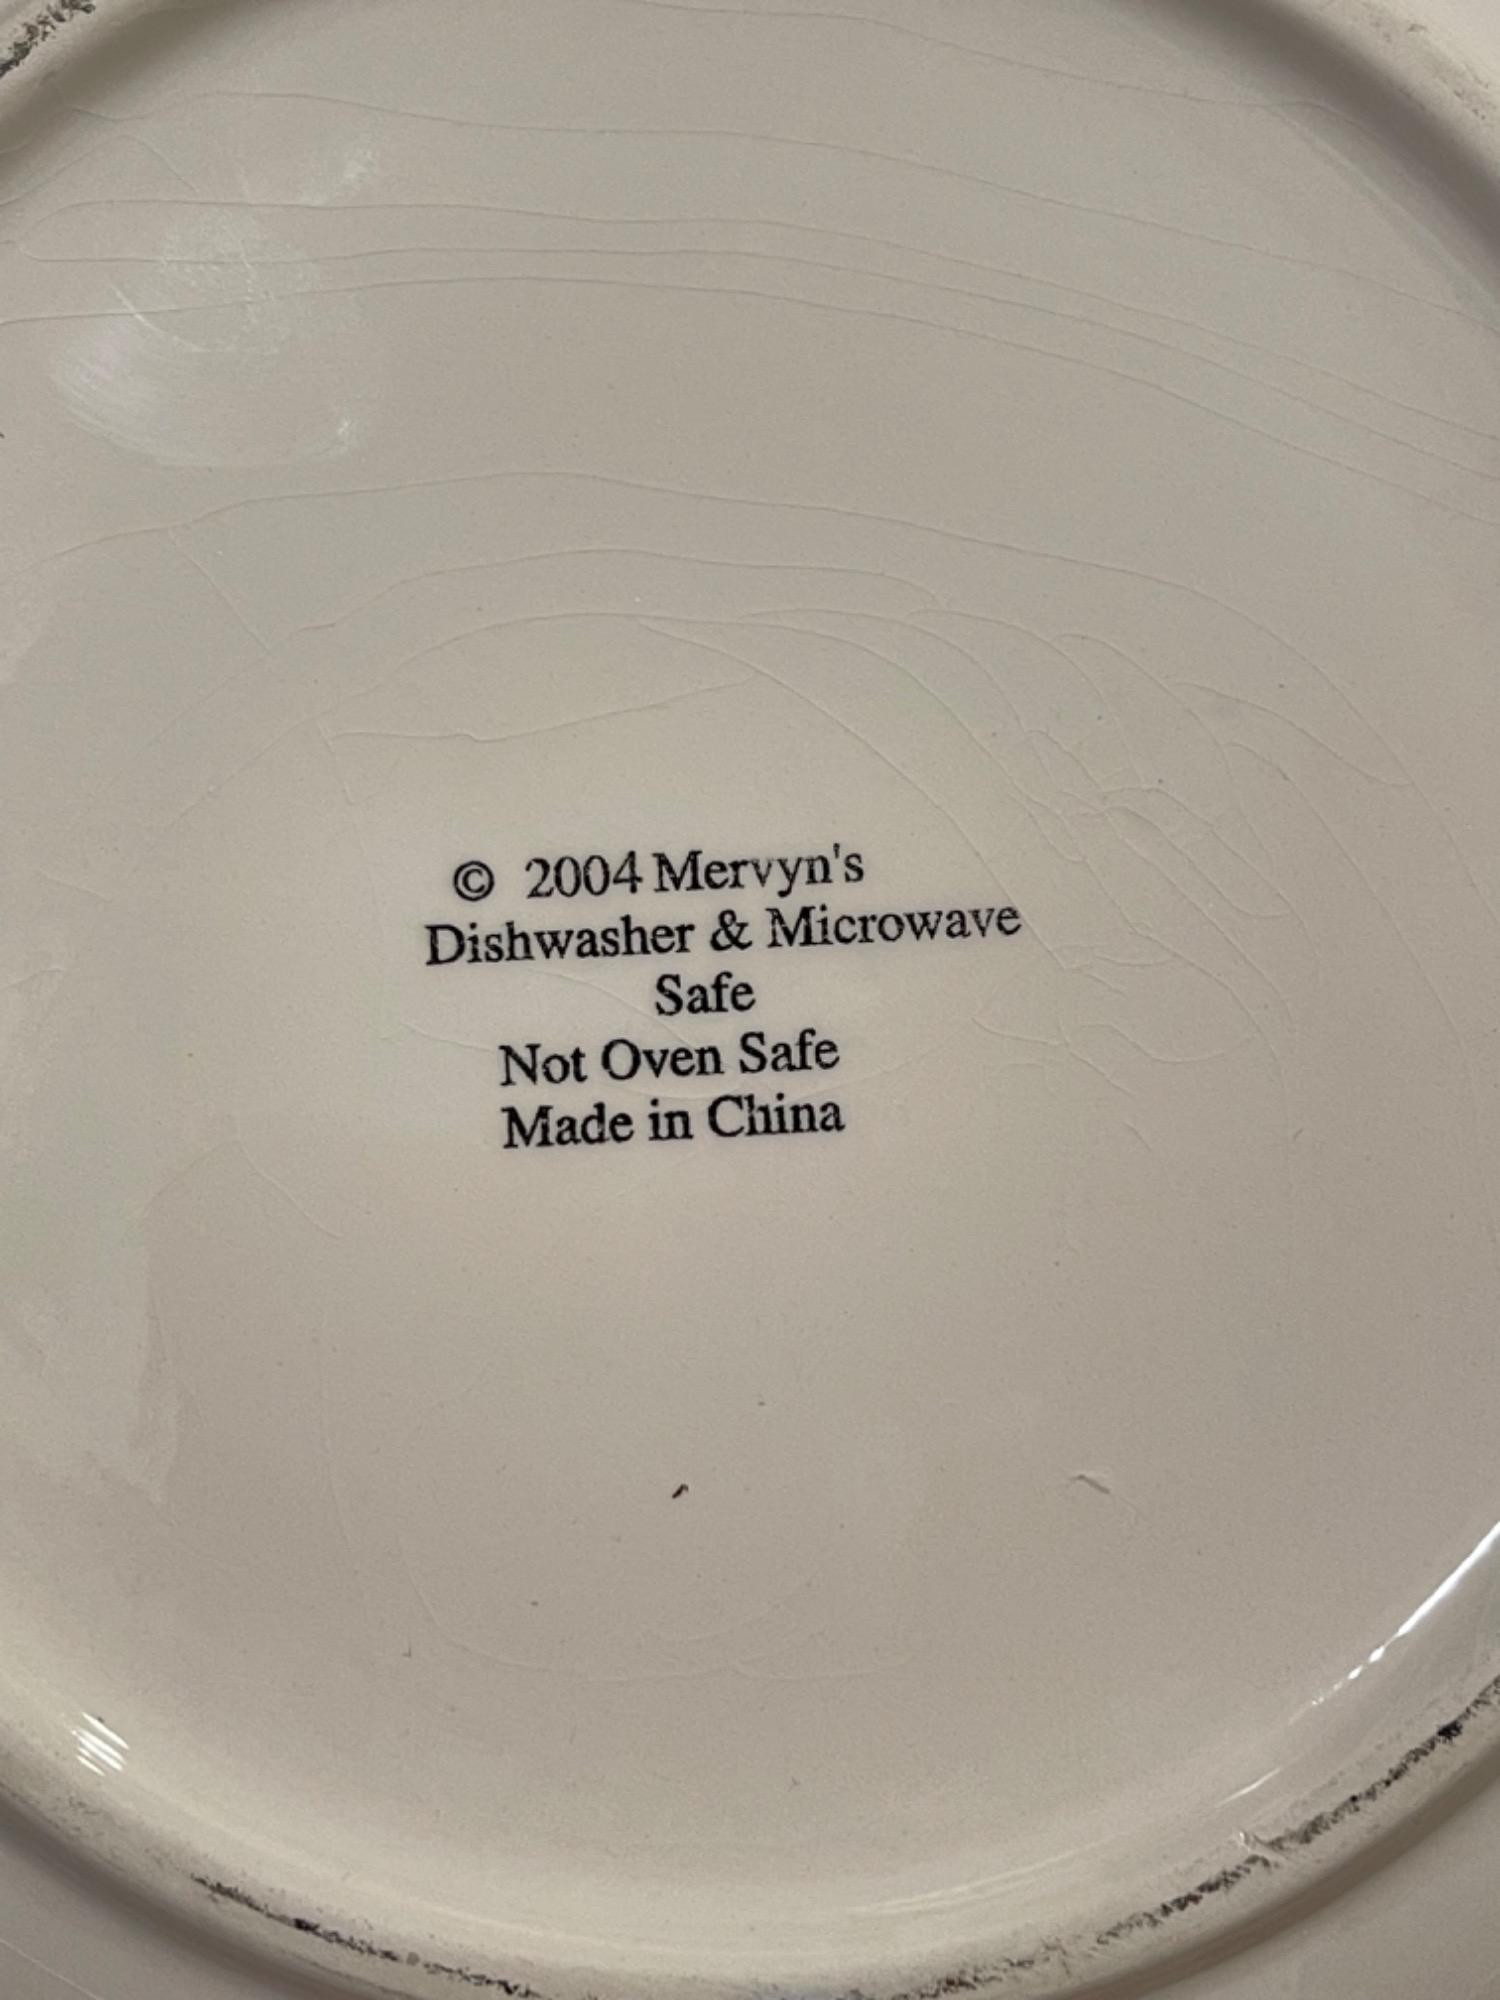 © 2004 Mervyn's
Dishwasher & Microwave
Safe
Not Oven Safe
Made in China